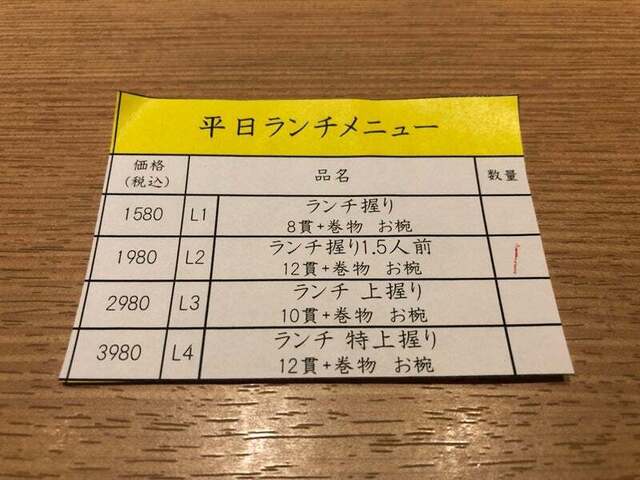 平日ランチメニュー
価格
(税込)
品名
数量
1580 L1 ランチ握り
8貫+巻物 お椀
1980 L2 ランチ握り1.5人前 1
12貫+巻物 お椀
2980 L3 ランチ 上握り
10貫+巻物 お椀
3980 L4 ランチ 特上握り
12貫+巻物 お椀